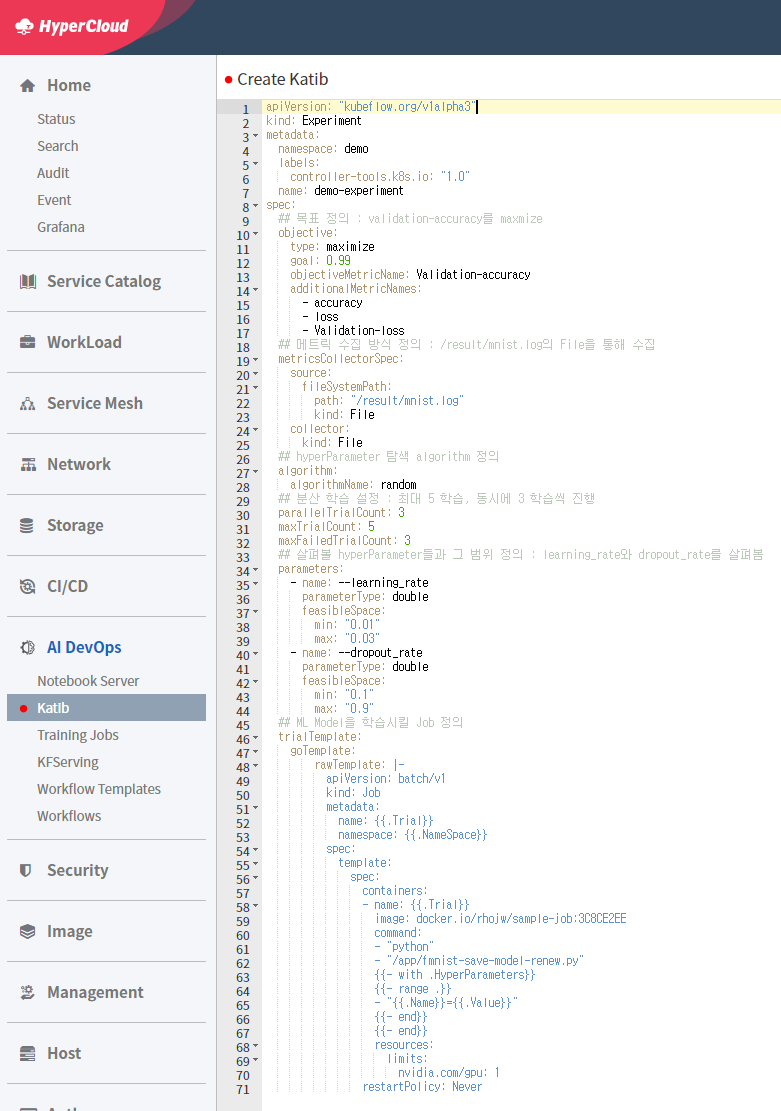 HyperCloud
Home
Status
Search
Audit
Event
Grafana
Service Catalog
WorkLoad
Service Mesh
Network
Storage
CI/CD
AI DevOps
Notebook Server
Katib
Training Jobs
KFServing
Workflow Templates
Workflows
Security
Image
Management
Host
Create Katib
1 apiVersion: "kubeflow.org/v1alpha3"
2 kind: Experiment
3 metadata:
4 namespace: demo
5 labels:
6 controller-tools.k8s.io: "1.0"
7 name: demo-experiment
8 spec:
9 ## 목표 정의 : validation-accuracy를 maxmize
10 objective:
11 type: maximize
12 goal: 0.99
13 objectiveMetricName: Validation-accuracy
14 additionalMetricNames:
15 - accuracy
16 - loss
17 - Validation-loss
18 ## 메트릭 수집 방식 정의 : /result/mnist.log의 File을 통해 수집
19 metricsCollectorSpec:
20 source:
21 fileSystemPath:
22 path: "/result/mnist.log"
23 kind: File
24 collector:
25 kind: File
26 ## hyperParameter 탐색 algorithm 정의
27 algorithm:
28 algorithmName: random
29 ## 분산 학습 설정 : 최대 5 학습, 동시에 3 학습씩 진행
30 parallelTrialCount: 3
31 maxTrialCount: 5
32 maxFailedTrialCount: 3
33 ## 살펴볼 hyperParameter들과 그 범위 정의 : learning_rate와 dropout_rate를 살펴봄
34 parameters:
35 - name: --learning_rate
36 parameterType: double
37 feasibleSpace:
38 min: "0.01"
39 max: "0.03"
40 - name: --dropout_rate
41 parameterType: double
42 feasibleSpace:
43 min: "0.1"
44 max: "0.9"
45 ## ML Model을 학습시킬 Job 정의
46 trialTemplate:
47 goTemplate:
48 rawTemplate: |-
49 apiVersion: batch/v1
50 kind: Job
51 metadata:
52 name: {{.Trial}}
53 namespace: {{.NameSpace}}
54 spec:
55 template:
56 spec:
57 containers:
58 - name: {{.Trial}}
59 image: docker.io/rhojw/sample-job:3C8CE2EE
60 command:
61 - "python"
62 - "/app/fmnist-save-model-renew.py"
63 {{- with .HyperParameters}}
64 {{- range .}}
65 - "{{.Name}}={{.Value}}"
66 {{- end}}
67 {{- end}}
68 resources:
69 limits:
70 nvidia.com/gpu: 1
71 restartPolicy: Never